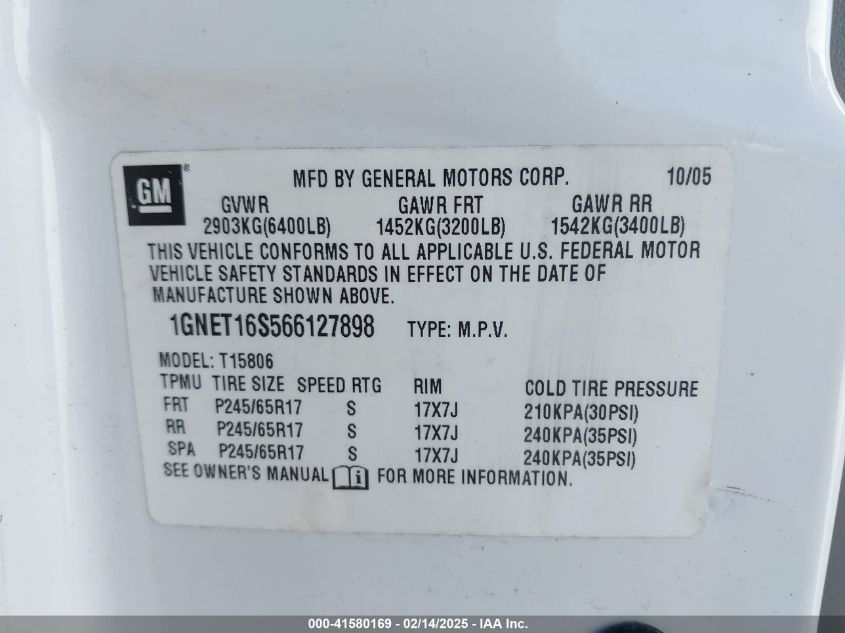 GM ® MFD BY GENERAL MOTORS CORP. 10/05
GVWR GAWR FRT GAWR RR
2903KG(6400LB) 1452KG(3200LB) 1542KG(3400LB)
THIS VEHICLE CONFORMS TO ALL APPLICABLE U.S. FEDERAL MOTOR
VEHICLE SAFETY STANDARDS IN EFFECT ON THE DATE OF
MANUFACTURE SHOWN ABOVE.
1GNET16S566127898 TYPE: M.P.V.
MODEL: T15806
TPMU TIRE SIZE SPEED RTG RIM COLD TIRE PRESSURE
FRT P245/65R17 S 17X7J 210KPA(30PSI)
RR P245/65R17 S 17X7J 240KPA(35PSI)
SPA P245/65R17 S 17X7J 240KPA(35PSI)
SEE OWNER'S MANUAL i FOR MORE INFORMATION.
000-41580169 - 02/14/2025 - IAA Inc.